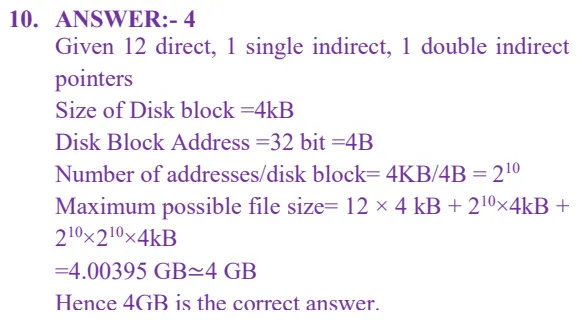 10. ANSWER:- 4
Given 12 direct, 1 single indirect, 1 double indirect
pointers
Size of Disk block =4kB
Disk Block Address =32 bit =4B
Number of addresses/disk block= 4KB/4B = 2¹⁰
Maximum possible file size= 12 × 4 kB + 2¹⁰×4kB +
2¹⁰×2¹⁰×4kB
=4.00395 GB≃4 GB
Hence 4GB is the correct answer.